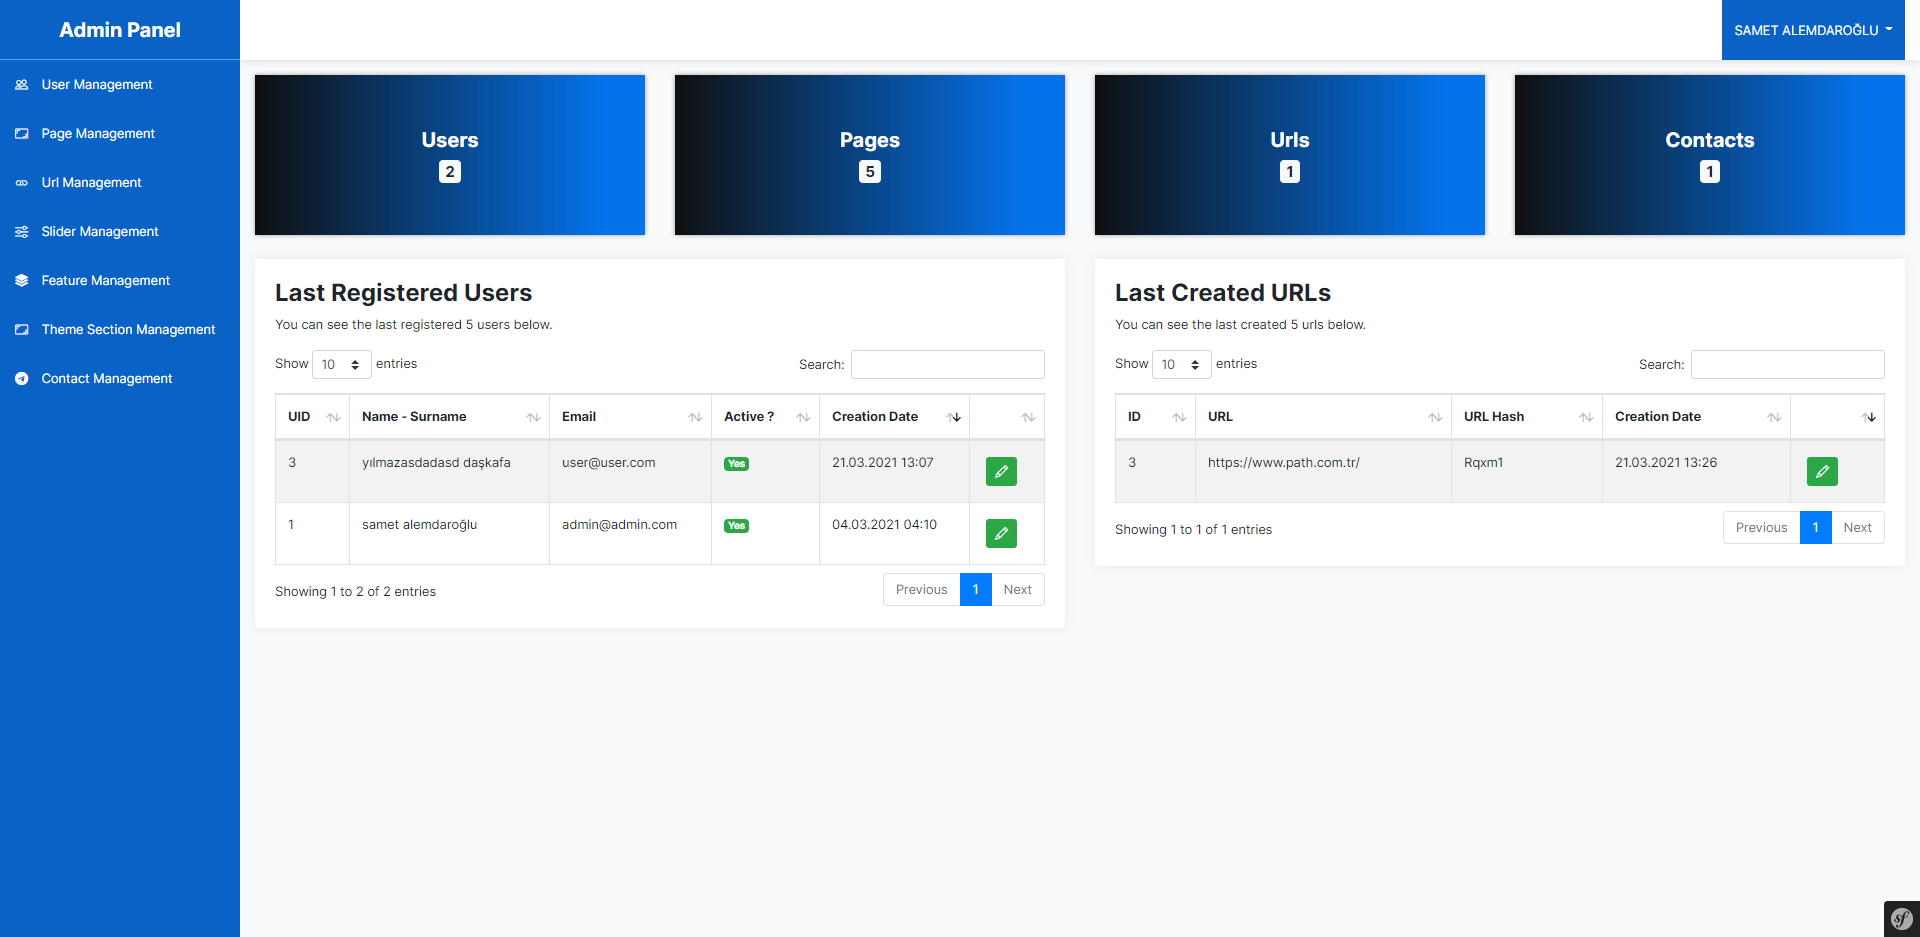 Admin Panel
SAMET ALEMDAROĞLU
User Management
Page Management
Url Management
Slider Management
Feature Management
Theme Section Management
Contact Management
Users
2
Pages
5
Urls
1
Contacts
1
Last Registered Users
You can see the last registered 5 users below.
Show 10 entries Search:
UID Name - Surname Email Active ? Creation Date
3 yılmazasdadasd daşkafa user@user.com Yes 21.03.2021 13:07
1 samet alemdaroğlu admin@admin.com Yes 04.03.2021 04:10
Showing 1 to 2 of 2 entries Previous 1 Next
Last Created URLs
You can see the last created 5 urls below.
Show 10 entries Search:
ID URL URL Hash Creation Date
3 https://www.path.com.tr/ Rqxm1 21.03.2021 13:26
Showing 1 to 1 of 1 entries Previous 1 Next
sf